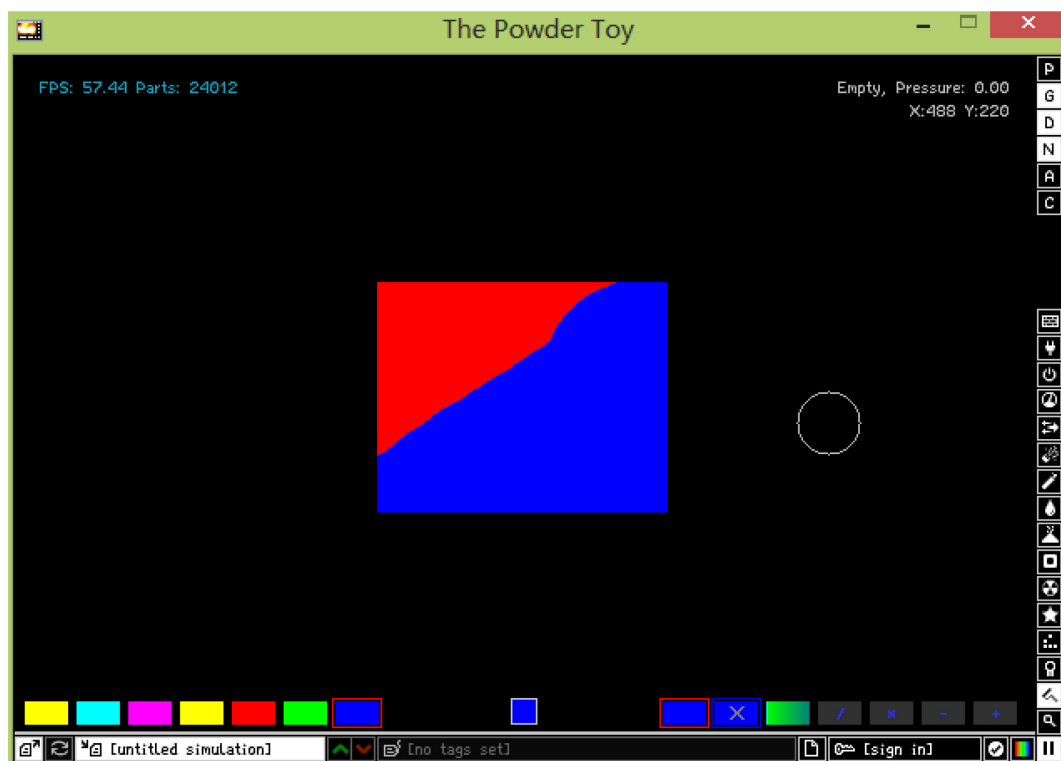 The Powder Toy
FPS: 57.44 Parts: 24012
Empty, Pressure: 0.00
X:488 Y:220
P
G
D
N
A
C
/ N - +
[untitled simulation] [no tags set] [sign in]